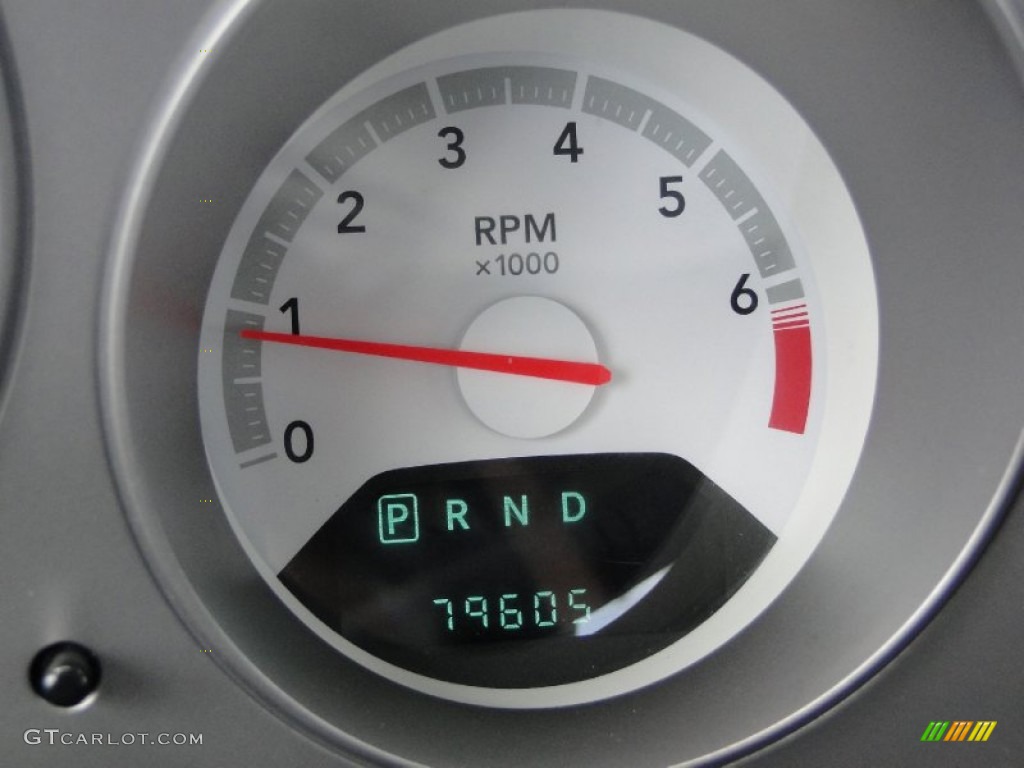 3 4
2 5
RPM
×1000
1 6
0
P R N D
79605
GTCARLOT.COM